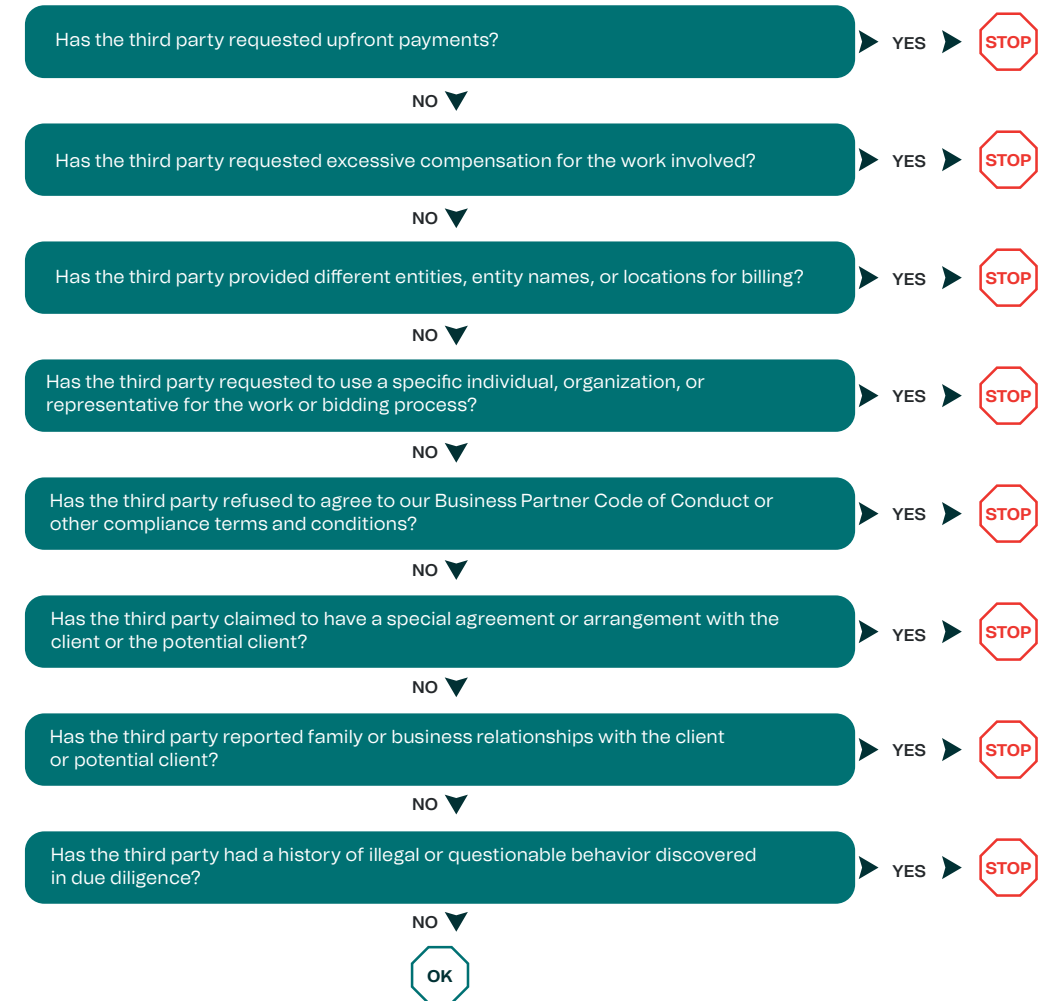 Has the third party requested upfront payments?
YES
STOP
NO
Has the third party requested excessive compensation for the work involved?
YES
STOP
NO
Has the third party provided different entities, entity names, or locations for billing?
YES
STOP
NO
Has the third party requested to use a specific individual, organization, or
representative for the work or bidding process?
YES
STOP
NO
Has the third party refused to agree to our Business Partner Code of Conduct or
other compliance terms and conditions?
YES
STOP
NO
Has the third party claimed to have a special agreement or arrangement with the
client or the potential client?
YES
STOP
NO
Has the third party reported family or business relationships with the client
or potential client?
YES
STOP
NO
Has the third party had a history of illegal or questionable behavior discovered
in due diligence?
YES
STOP
NO
OK